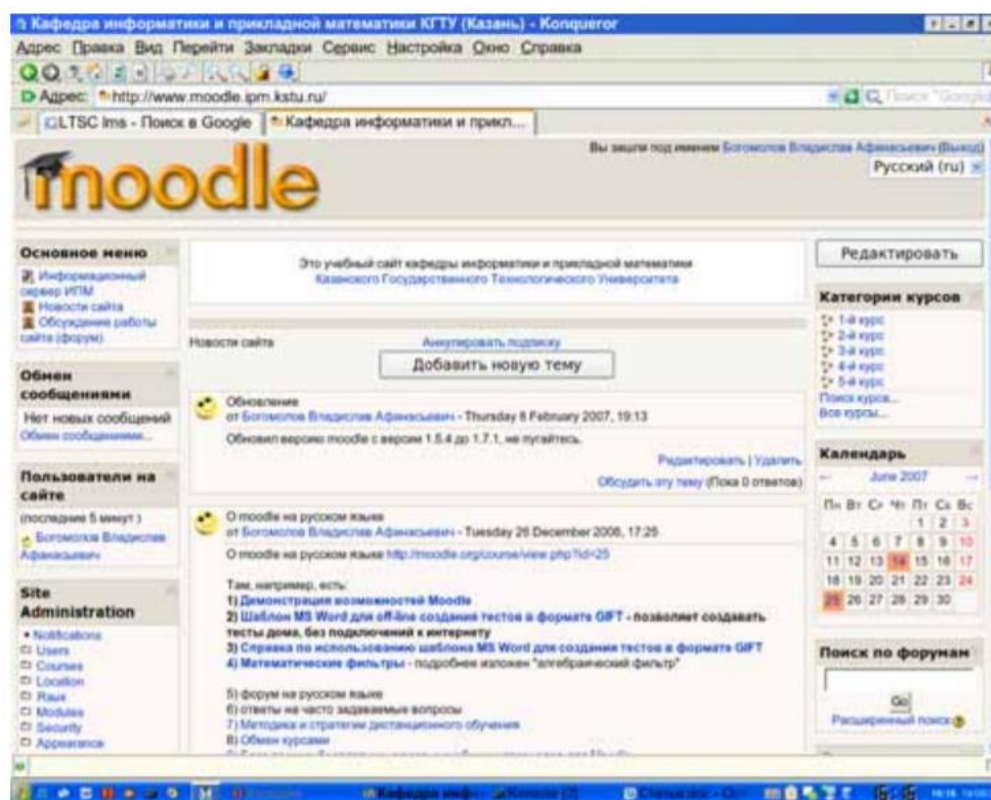 Кафедра информатики и прикладной математики КГТУ (Казань) - Konqueror
Адрес Правка Вид Перейти Закладки Сервис Настройка Окно Справка
Адрес: http://www.moodle.ipm.kstu.ru/
LTSC lms - Поиск в Google Кафедра информатики и прикл...
Вы зашли под именем Богомолов Владислав Афанасьевич (Выход)
moodle
Русский (ru)
Основное меню
Информационный
сервер ИПМ
Новости сайта
Обсуждение работы
сайта (форум)
Обмен
сообщениями
Нет новых сообщений
Обмен сообщениями...
Пользователи на
сайте
(последние 5 минут )
Богомолов Владислав
Афанасьевич
Site
Administration
Notifications
Users
Courses
Location
Modules
Security
Appearance
Это учебный сайт кафедры информатики и прикладной математики
Казанского Государственного Технологического Университета
Новости сайта Аннулировать подписку
Добавить новую тему
Обновление
от Богомолов Владислав Афанасьевич - Thursday 8 February 2007, 19:13
Обновил версию moodle с версии 1.5.4 до 1.7.1, не пугайтесь.
Редактировать | Удалить
Обсудить эту тему (Пока 0 ответов)
О moodle на русском языке
от Богомолов Владислав Афанасьевич - Tuesday 26 December 2006, 17:25
О moodle на русском языке http://moodle.org/course/view.php?id=25
Там, например, есть:
1) Демонстрация возможностей Moodle
2) Шаблон MS Word для off-line создания тестов в формате GIFT - позволяет создавать
тесты дома, без подключений к интернету
3) Справка по использованию шаблона MS Word для создания тестов в формате GIFT
4) Математические фильтры - подробнее изложен "алгебраический фильтр"
5) форум на русском языке
6) ответы на часто задаваемые вопросы
7) Методика и стратегии дистанционного обучения
8) Обмен курсами
Редактировать
Категории курсов
1-й курс
2-й курс
3-й курс
4-й курс
5-й курс
Поиск курса...
Все курсы...
Календарь
June 2007
Пн Вт Ср Чт Пт Сб Вс
1 2 3
4 5 6 7 8 9 10
11 12 13 14 15 16 17
18 19 20 21 22 23 24
25 26 27 28 29 30
Поиск по форумам
Go
Расширенный поиск